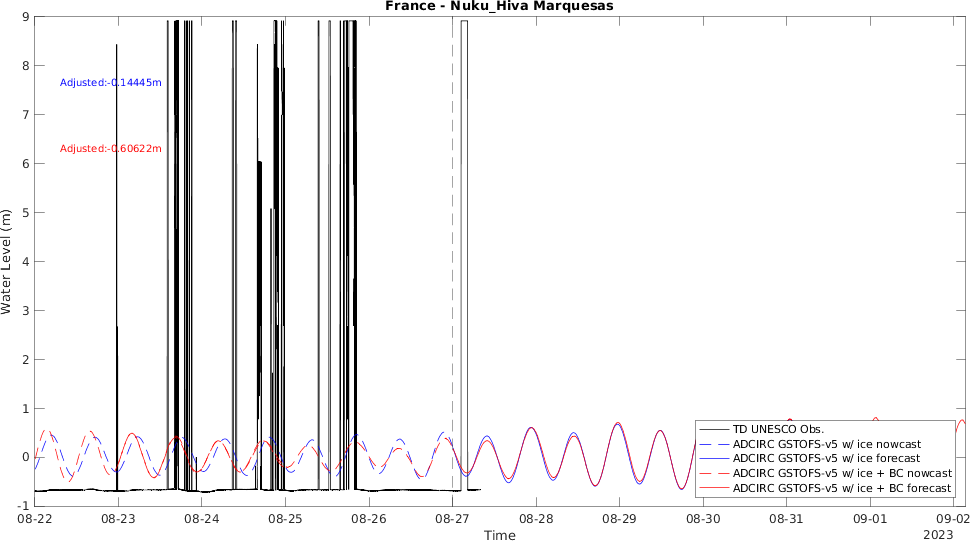 France - Nuku_Hiva Marquesas
9
8
7
6
5
4
3
2
1
0
-1
Water Level (m)
Adjusted:-0.14445m
Adjusted:-0.60622m
TD UNESCO Obs.
ADCIRC GSTOFS-v5 w/ ice nowcast
ADCIRC GSTOFS-v5 w/ ice forecast
ADCIRC GSTOFS-v5 w/ ice + BC nowcast
ADCIRC GSTOFS-v5 w/ ice + BC forecast
08-22 08-23 08-24 08-25 08-26 08-27 08-28 08-29 08-30 08-31 09-01 09-02
Time
2023